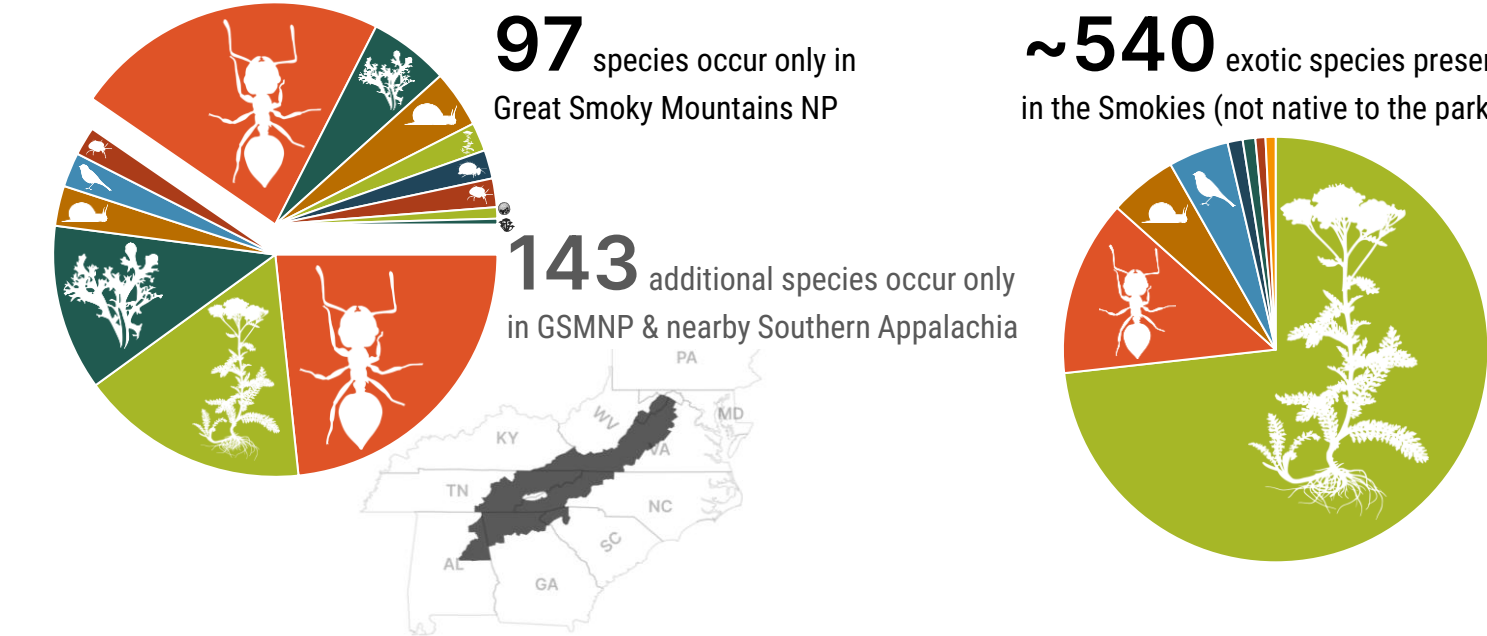 97 species occur only in
Great Smoky Mountains NP
~540 exotic species presen
in the Smokies (not native to the park
143 additional species occur only
in GSMNP & nearby Southern Appalachia
PA
WV
MD
KY
VA
TN
NC
SC
AL
GA